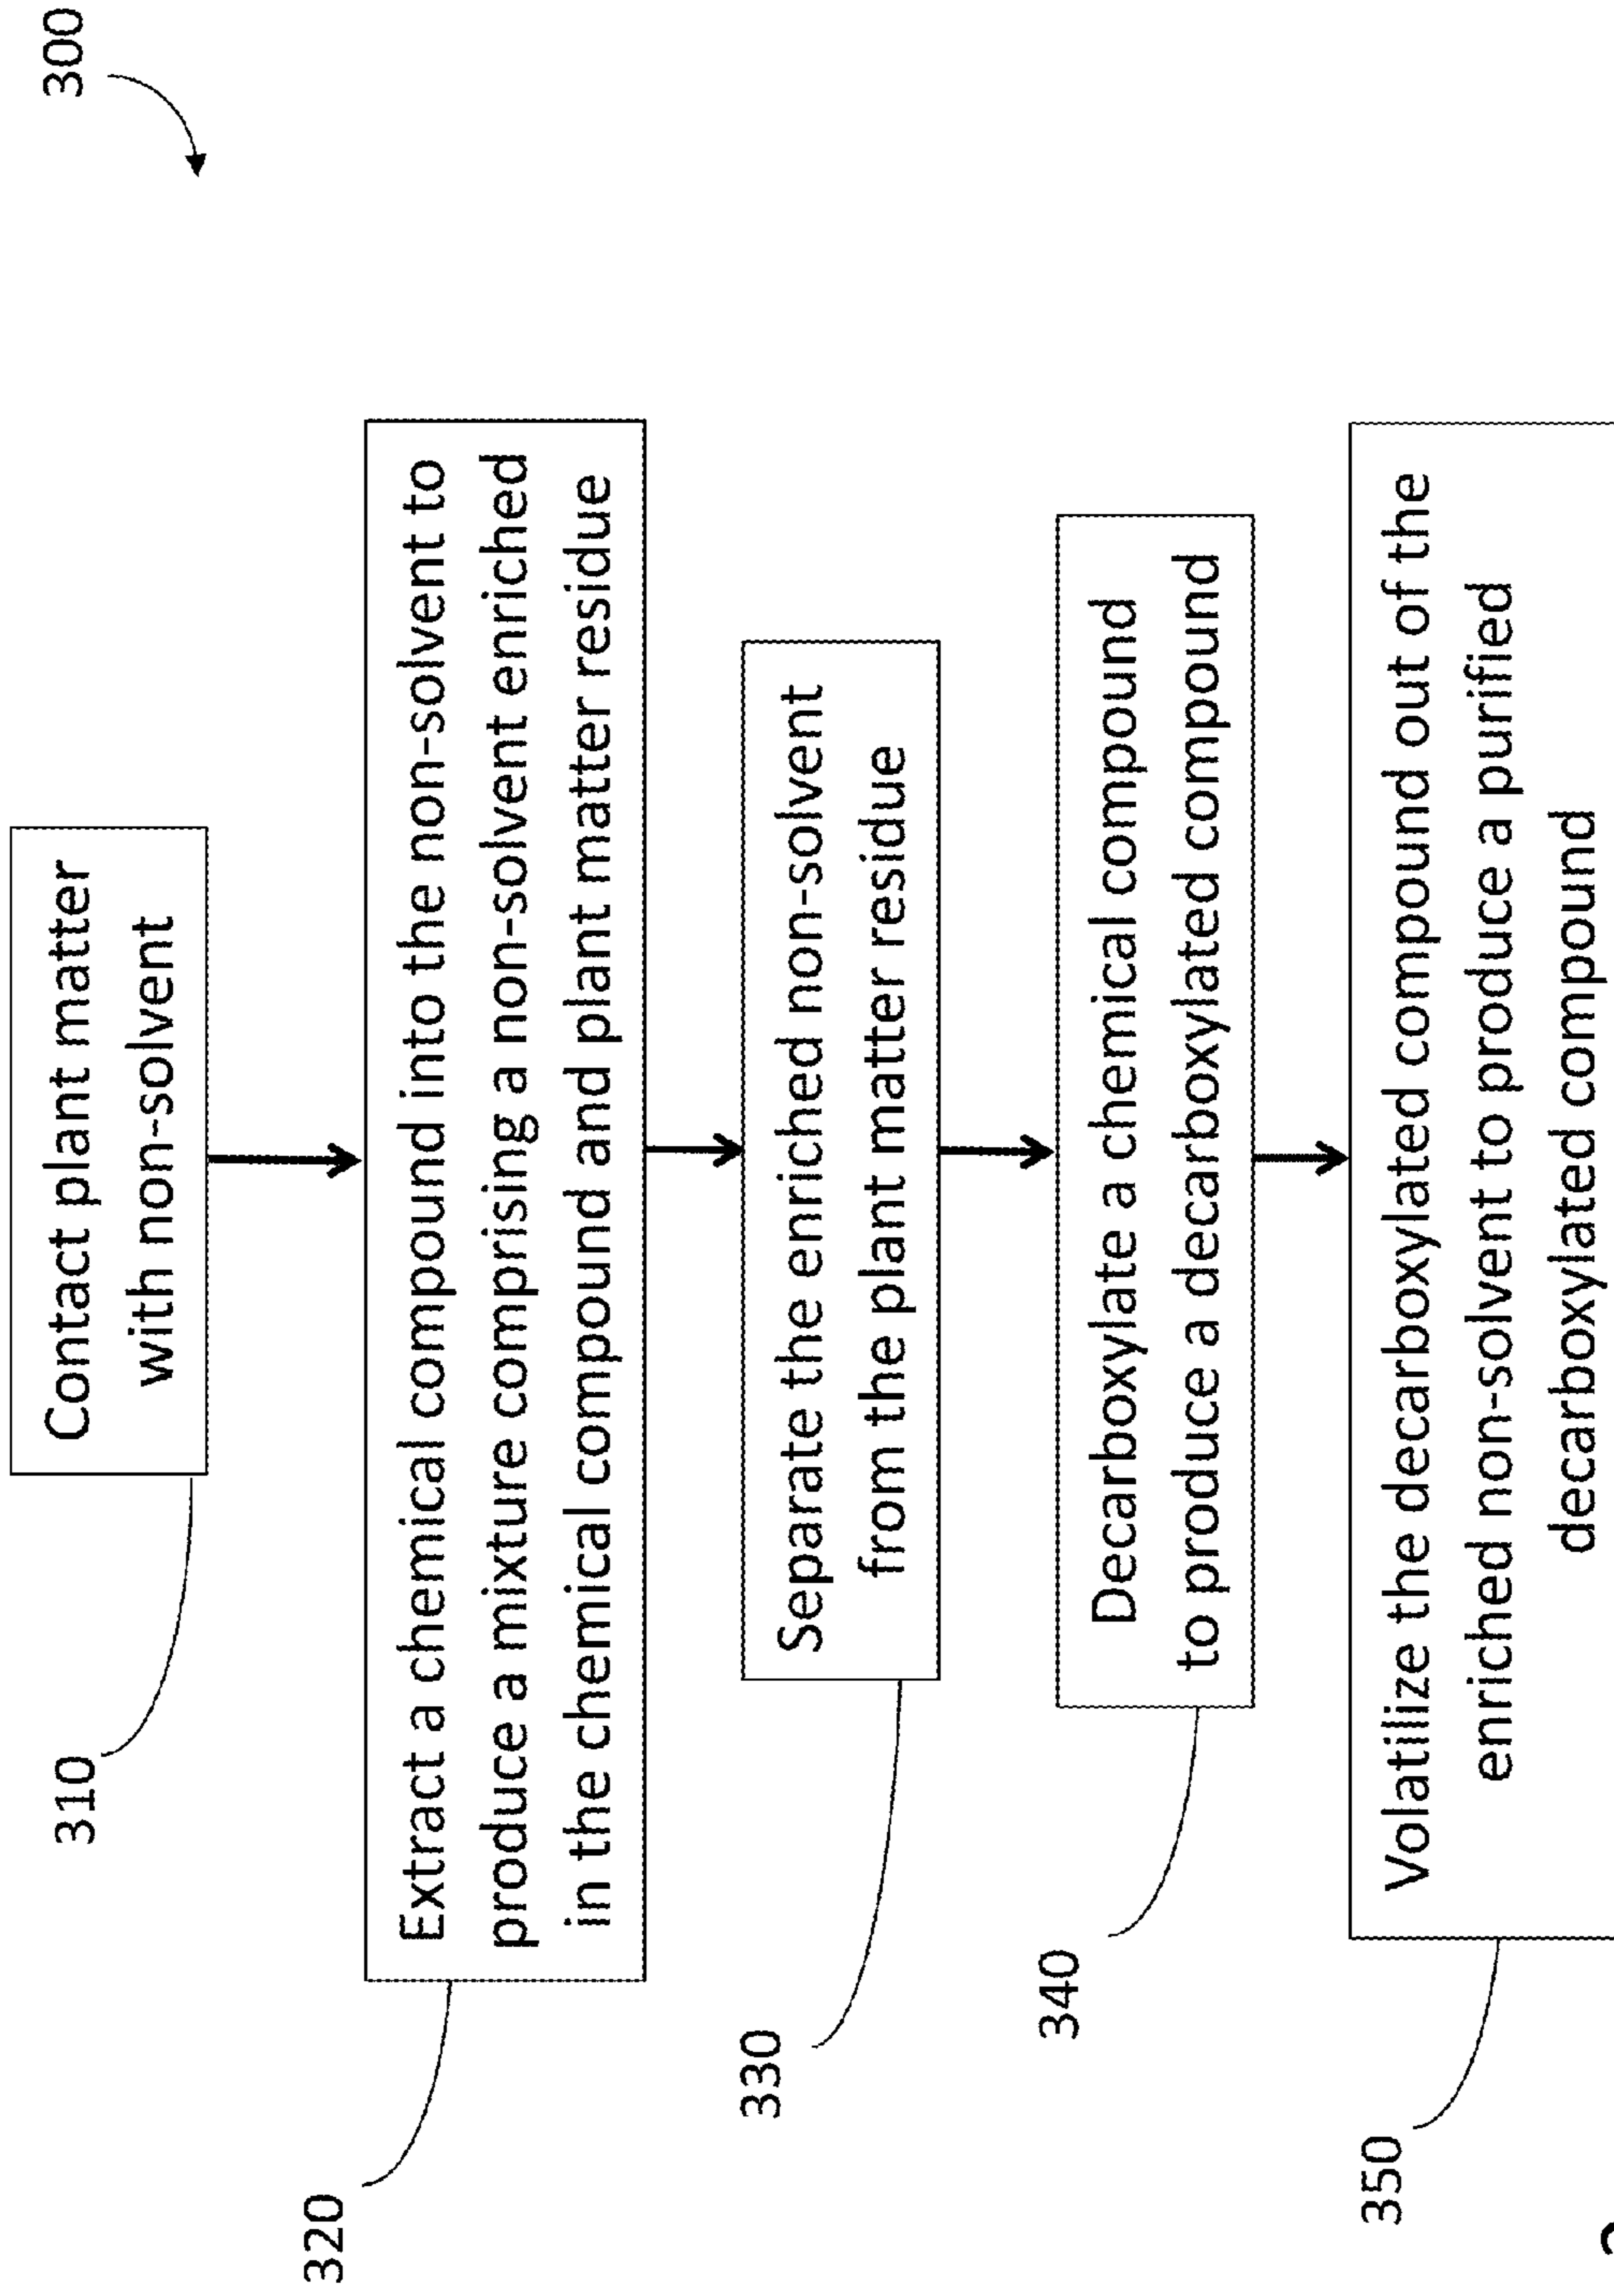 300
310
Contact plant matter
with non-solvent
320
Extract a chemical compound into the non-solvent to
produce a mixture comprising a non-solvent enriched
in the chemical compound and plant matter residue
330
Separate the enriched non-solvent
from the plant matter residue
340
Decarboxylate a chemical compound
to produce a decarboxylated compound
350
Volatilize the decarboxylated compound out of the
enriched non-solvent to produce a purified
decarboxylated compound